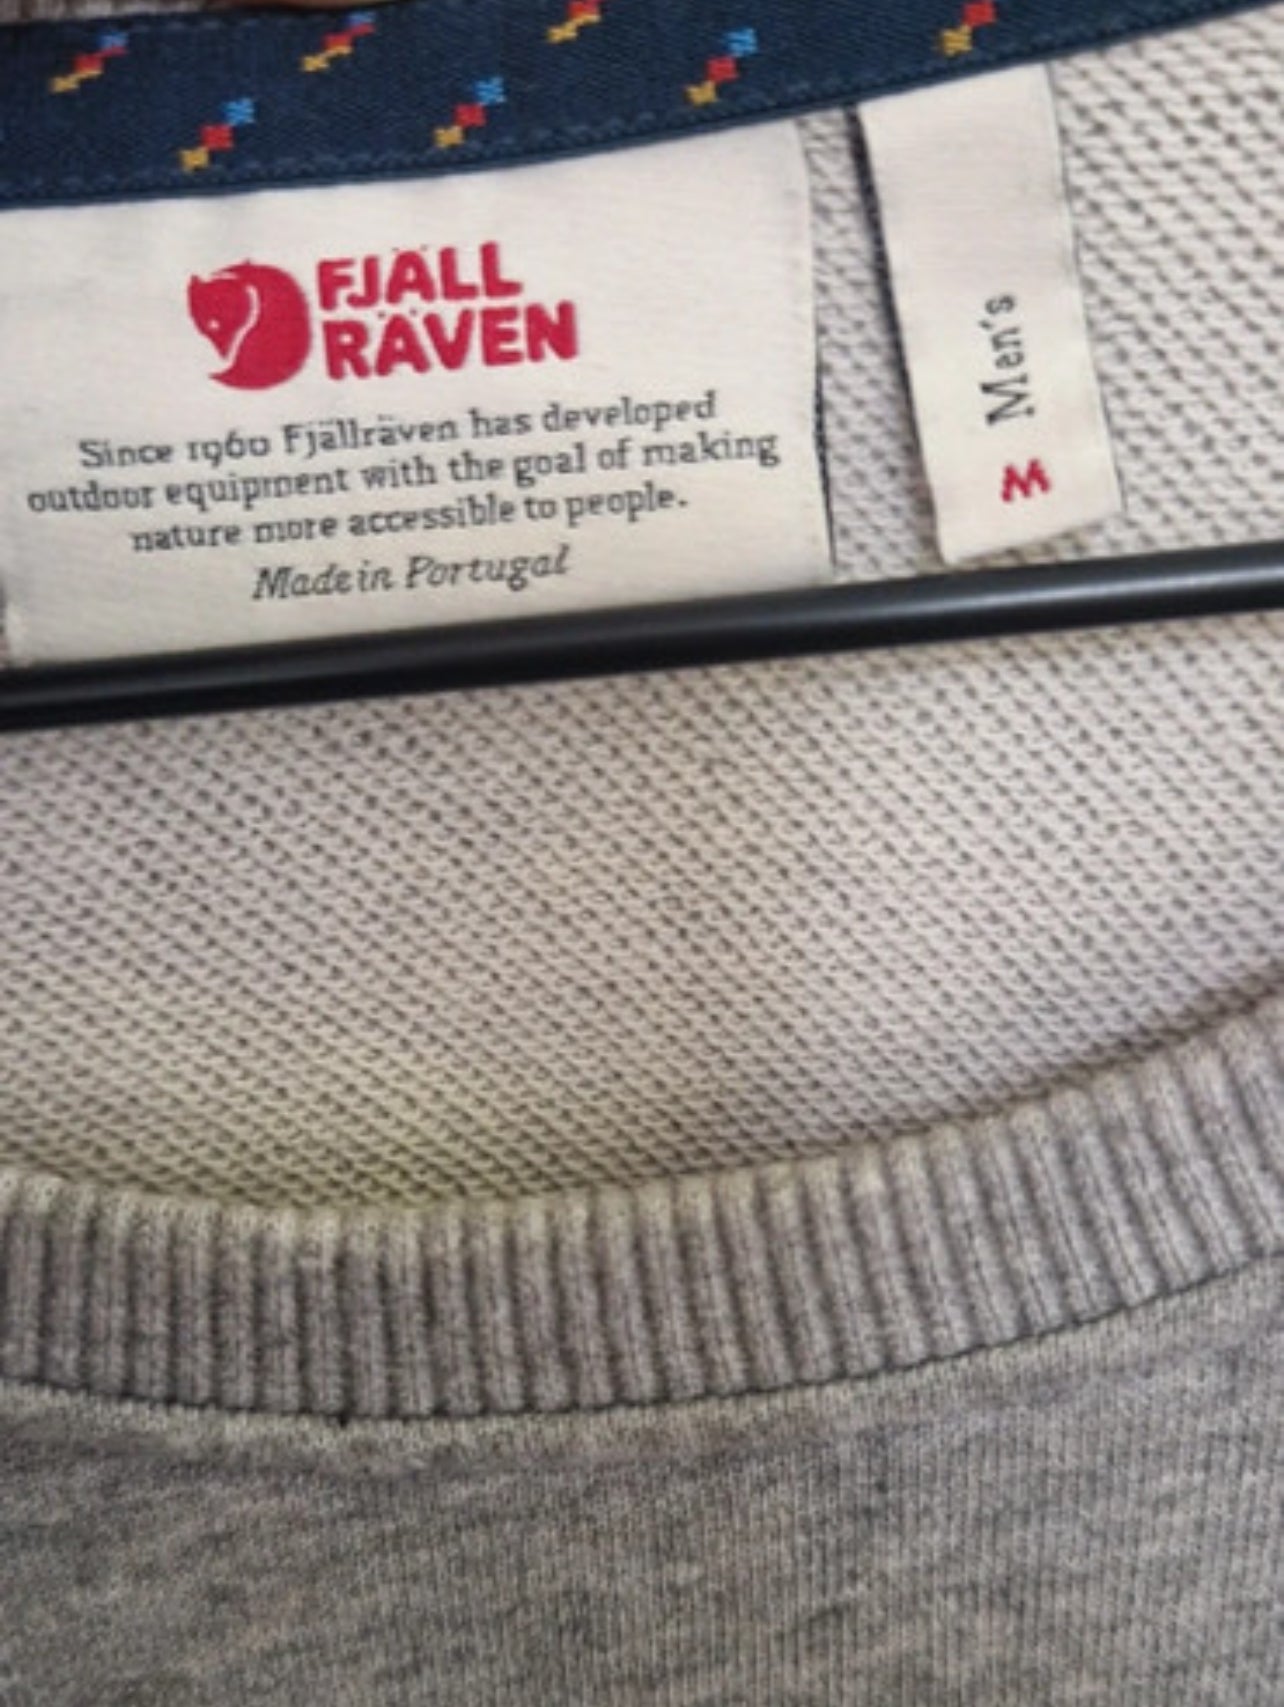 FJÄLL
RÄVEN
Since 1960 Fjällräven has developed
outdoor equipment with the goal of making
nature more accessible to people.
Made in Portugal
Men's
M